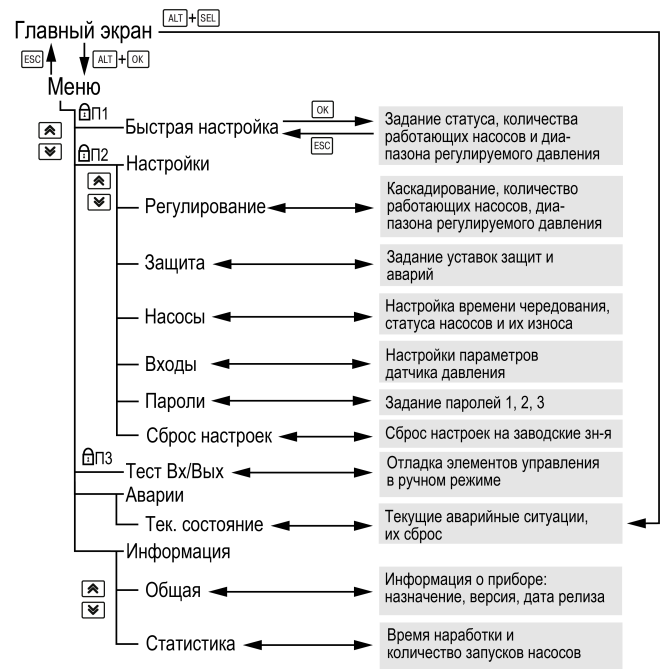 ALT + SEL
Главный экран
ESC ALT + OK
Меню
П1
Быстрая настройка
OK
ESC
Задание статуса, количества
работающих насосов и диа-
пазона регулируемого давления
П2
Настройки
Регулирование
Каскадирование, количество
работающих насосов, диа-
пазона регулируемого давления
Защита
Задание уставок защит и
аварий
Насосы
Настройка времени чередования,
статуса насосов и их износа
Входы
Настройки параметров
датчика давления
Пароли
Задание паролей 1, 2, 3
Сброс настроек
Сброс настроек на заводские зн-я
П3
Тест Вх/Вых
Отладка элементов управления
в ручном режиме
Аварии
Тек. состояние
Текущие аварийные ситуации,
их сброс
Информация
Общая
Информация о приборе:
назначение, версия, дата релиза
Статистика
Время наработки и
количество запусков насосов